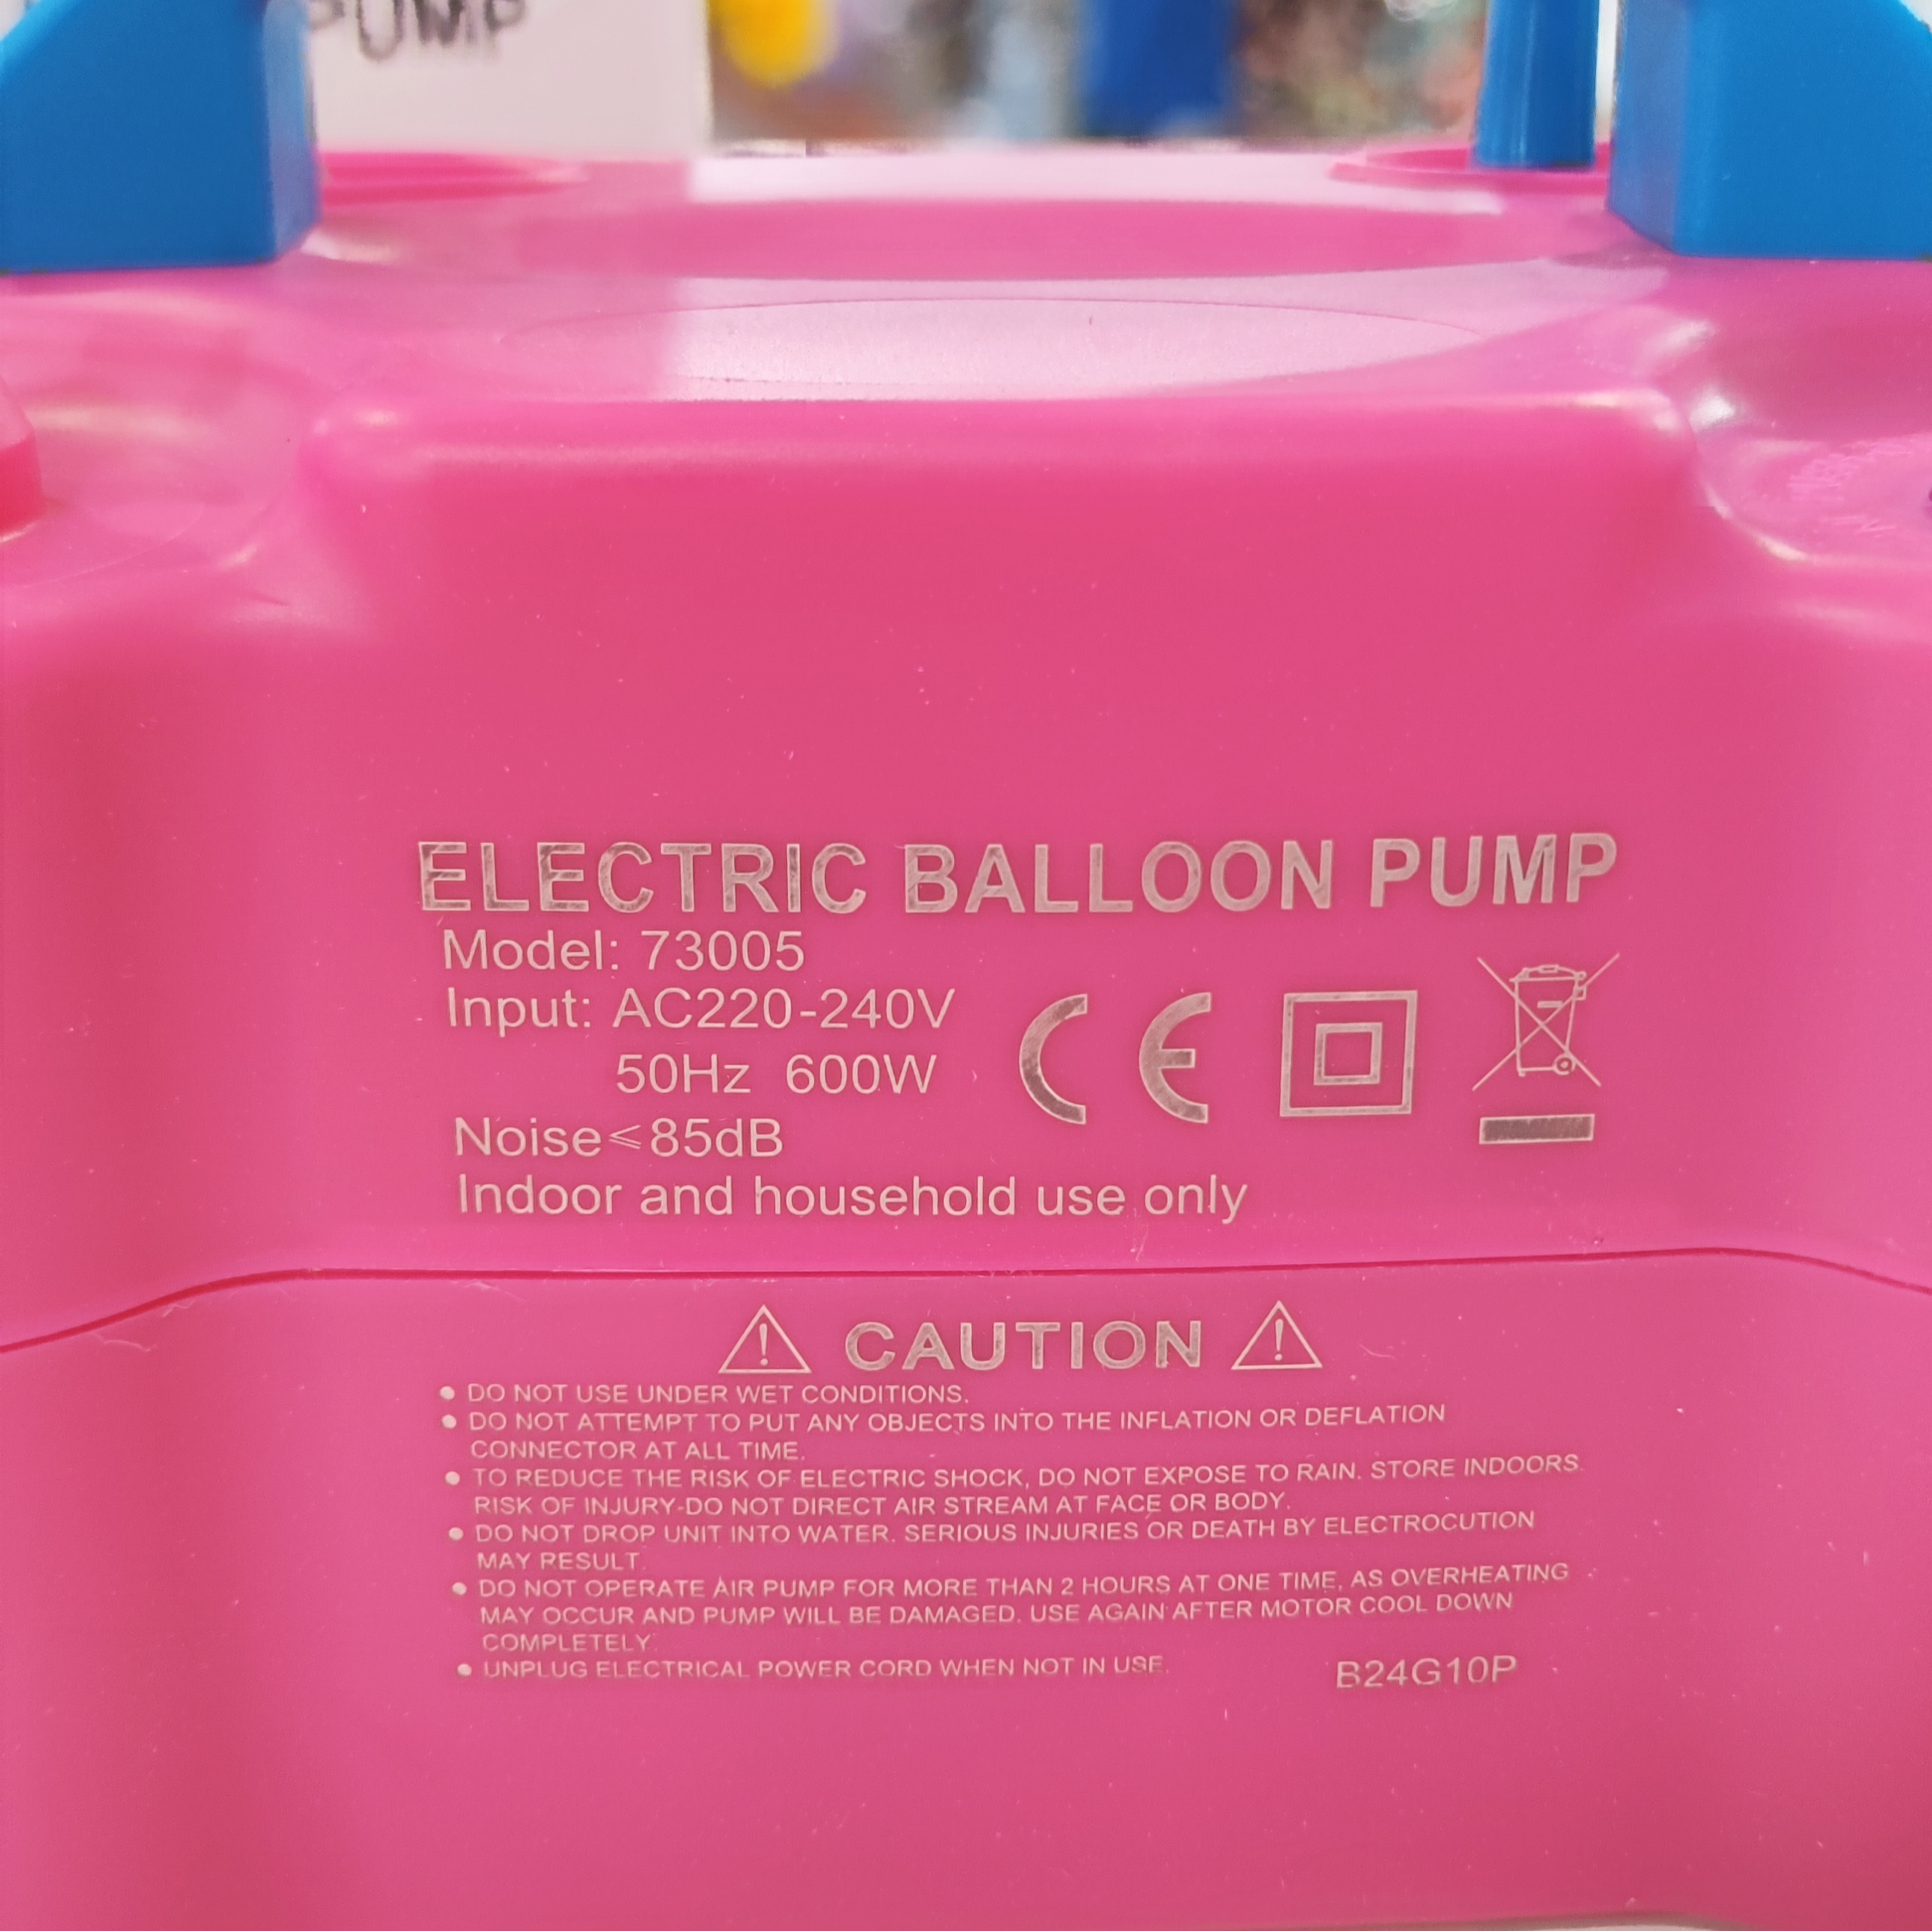 PUMP
ELECTRIC BALLOON PUMP
Model: 73005
Input: AC220-240V
50Hz 600W
Noise⩽85dB
Indoor and household use only
CE
CAUTION
● DO NOT USE UNDER WET CONDITIONS.
● DO NOT ATTEMPT TO PUT ANY OBJECTS INTO THE INFLATION OR DEFLATION
CONNECTOR AT ALL TIME.
● TO REDUCE THE RISK OF ELECTRIC SHOCK, DO NOT EXPOSE TO RAIN. STORE INDOORS.
RISK OF INJURY-DO NOT DIRECT AIR STREAM AT FACE OR BODY.
● DO NOT DROP UNIT INTO WATER. SERIOUS INJURIES OR DEATH BY ELECTROCUTION
MAY RESULT.
● DO NOT OPERATE AIR PUMP FOR MORE THAN 2 HOURS AT ONE TIME, AS OVERHEATING
MAY OCCUR AND PUMP WILL BE DAMAGED. USE AGAIN AFTER MOTOR COOL DOWN
COMPLETELY.
● UNPLUG ELECTRICAL POWER CORD WHEN NOT IN USE.
B24G10P